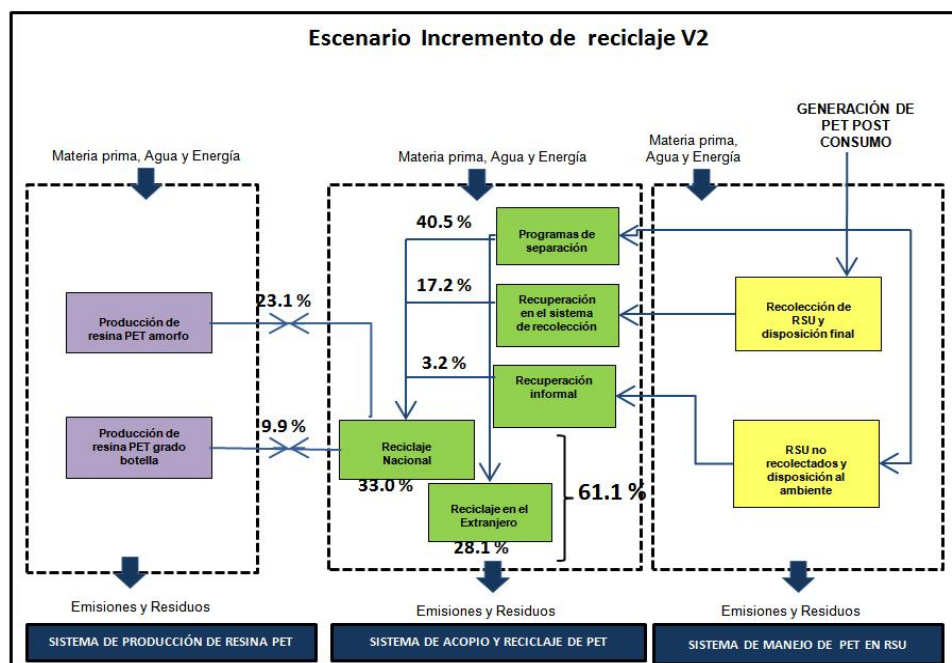 Escenario Incremento de reciclaje V2
GENERACIÓN DE
PET POST
CONSUMO
Materia prima, Agua y Energía
Materia prima, Agua y Energía
Materia prima,
Agua y Energía
40.5 %
Programas de
separación
17.2 %
Recuperación
en el sistema
de recolección
Recolección de
RSU y
disposición final
23.1 %
Producción de
resina PET amorfo
3.2 %
Recuperación
informal
9.9 %
Producción de
resina PET grado
botella
Reciclaje
Nacional
33.0 %
RSU no
recolectados y
disposición al
ambiente
61.1 %
Reciclaje en el
Extranjero
28.1 %
Emisiones y Residuos
Emisiones y Residuos
Emisiones y Residuos
SISTEMA DE PRODUCCIÓN DE RESINA PET
SISTEMA DE ACOPIO Y RECICLAJE DE PET
SISTEMA DE MANEJO DE PET EN RSU